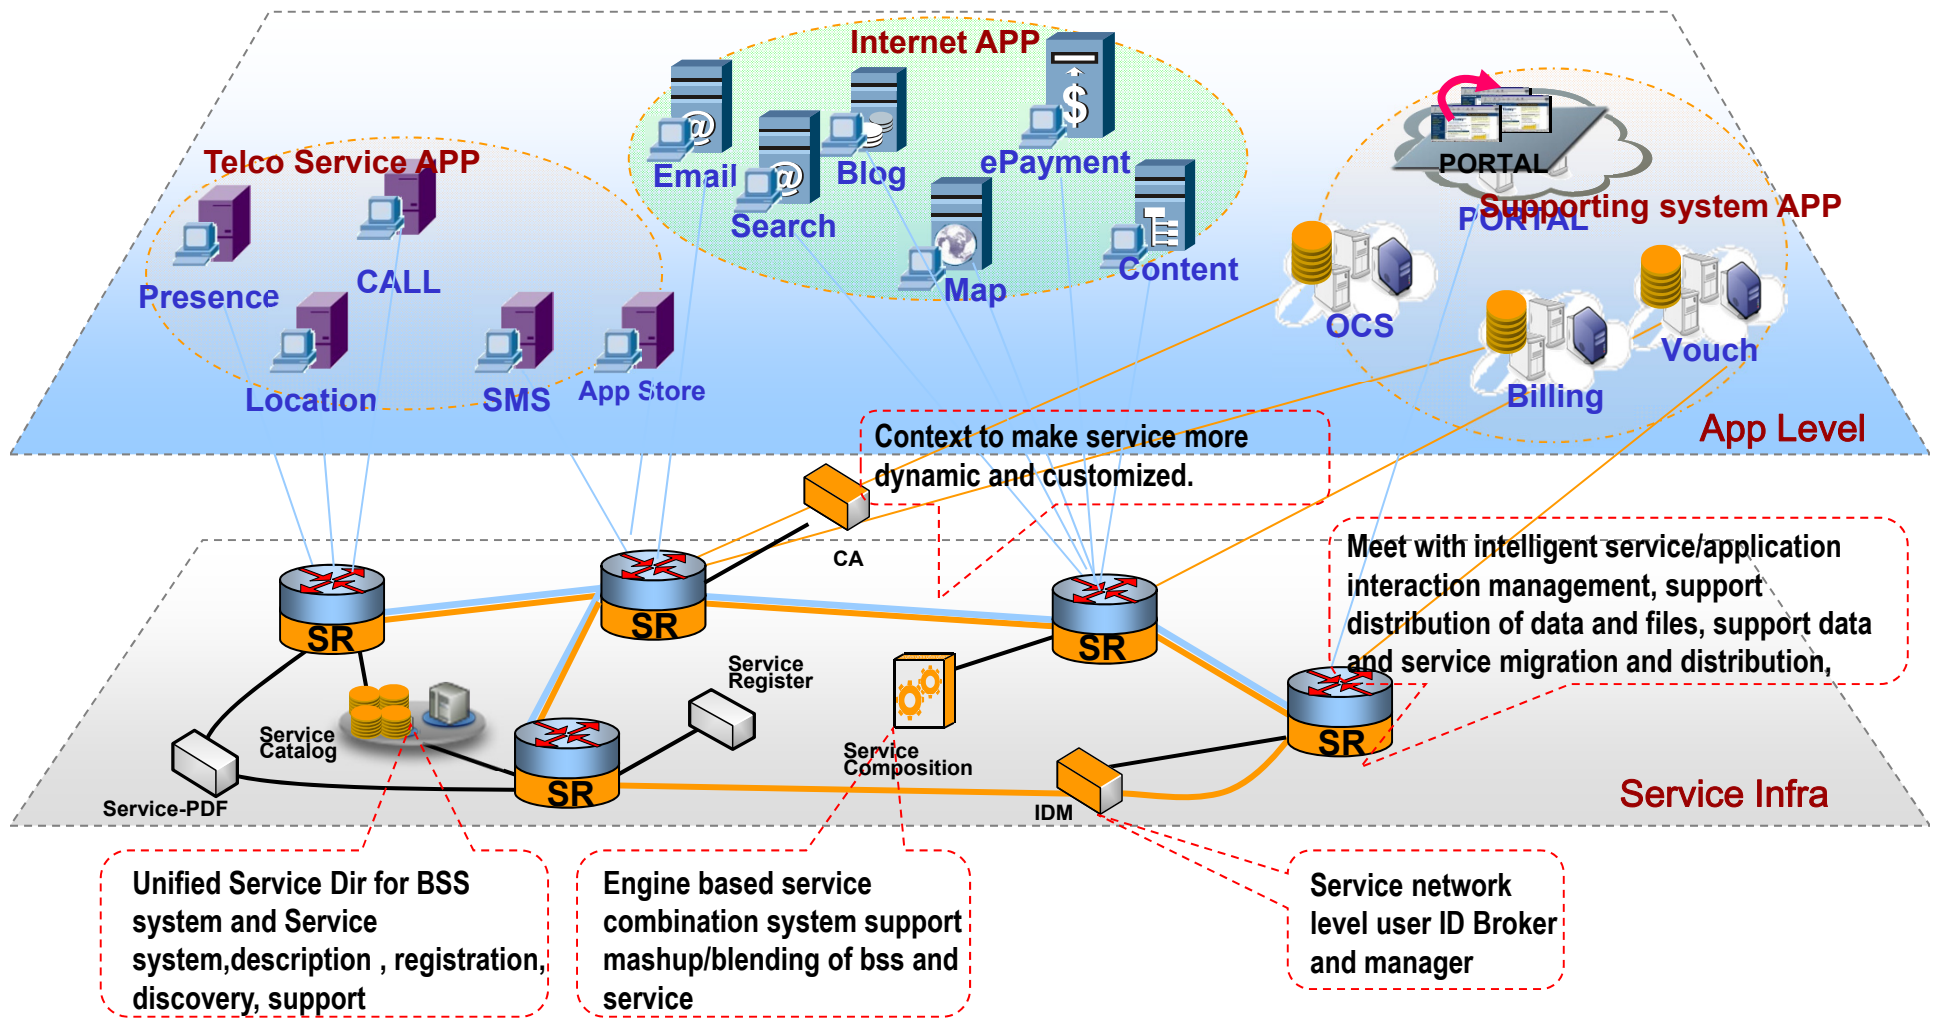 Internet APP
Telco Service APP
Email
Blog
ePayment
Search
Map
Content
PORTAL
Supporting system APP
PORTAL
Presence
CALL
Location
SMS
App Store
OCS
Vouch
Billing
App Level
Context to make service more
dynamic and customized.
CA
Meet with intelligent service/application
interaction management, support
distribution of data and files, support data
and service migration and distribution,
SR
SR
SR
SR
SR
Service
Register
Service
Catalog
Service
Composition
Service-PDF
IDM
Service Infra
Unified Service Dir for BSS
system and Service
system,description , registration,
discovery, support
Engine based service
combination system support
mashup/blending of bss and
service
Service network
level user ID Broker
and manager